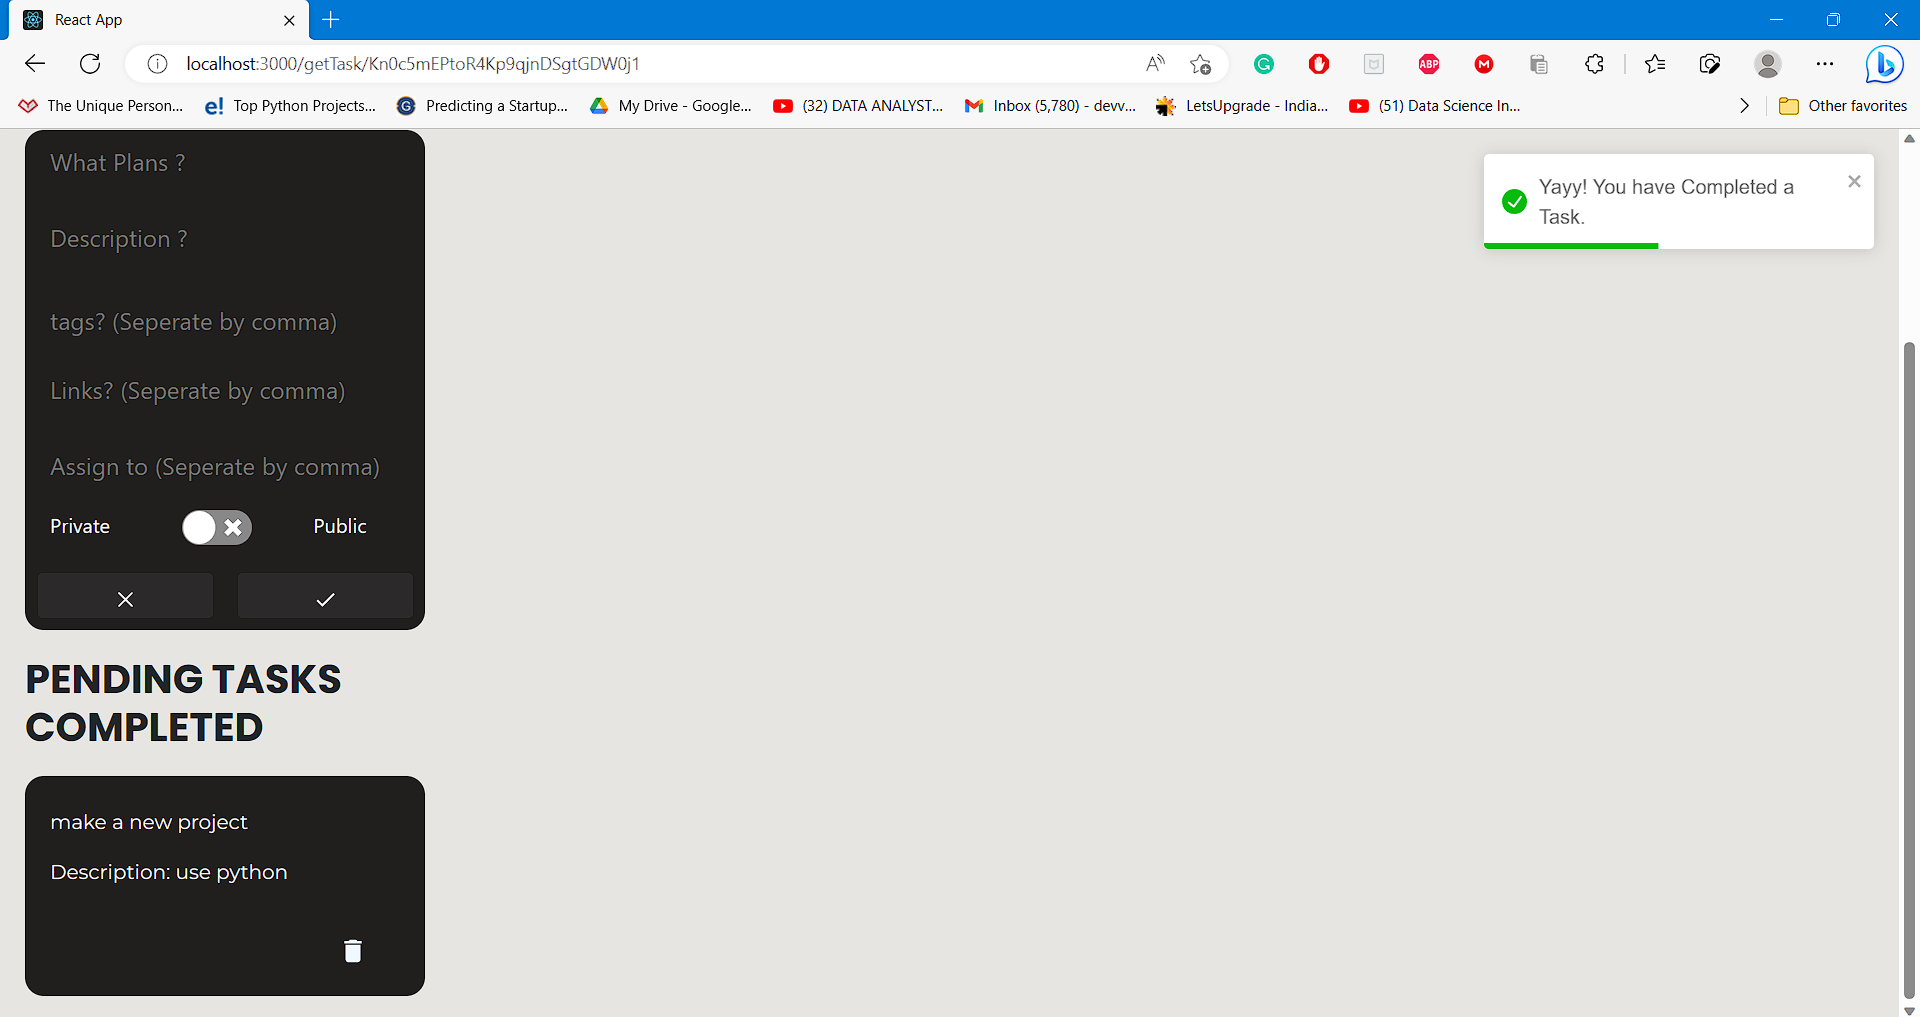 React App
localhost:3000/getTask/Kn0c5mEPtoR4Kp9qjnDSgtGDW0j1
The Unique Person...
Top Python Projects...
Predicting a Startup...
My Drive - Google...
(32) DATA ANALYST...
Inbox (5,780) - devv...
LetsUpgrade - India...
(51) Data Science In...
Other favorites
What Plans ?
Description ?
tags? (Seperate by comma)
Links? (Seperate by comma)
Assign to (Seperate by comma)
Private
Public
Yayy! You have Completed a
Task.
PENDING TASKS
COMPLETED
make a new project
Description: use python